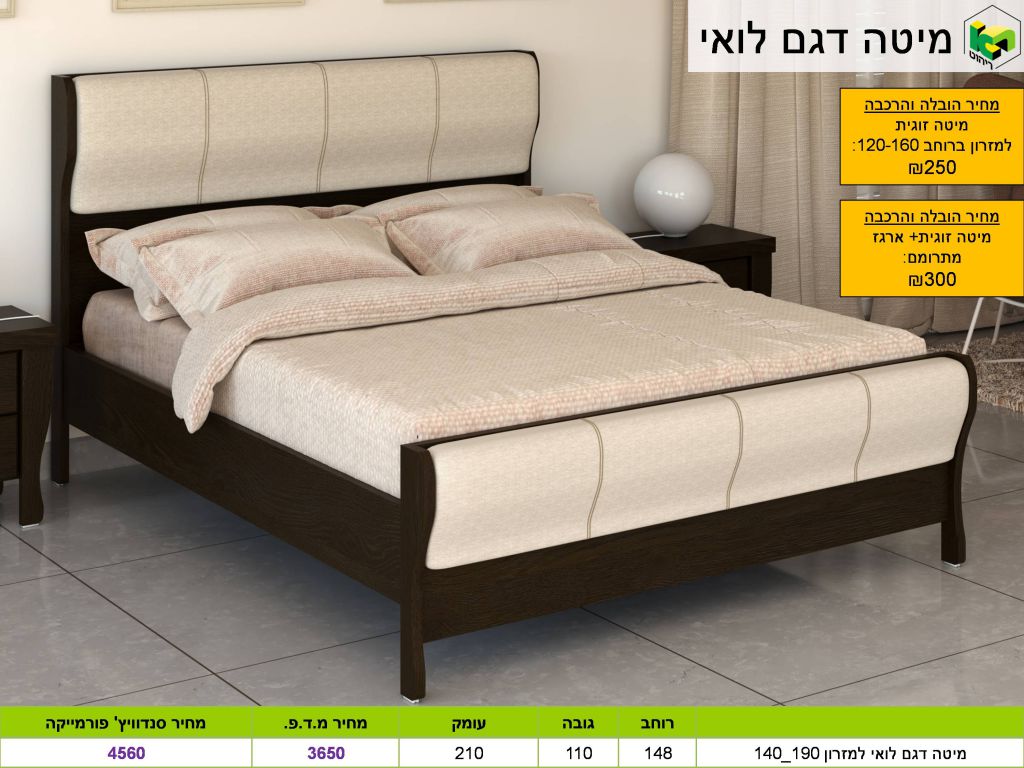 מיטה דגם לואי
ריהוט
מחיר הובלה והרכבה
מיטה זוגית
למזרון ברוחב 120-160:
₪250
מחיר הובלה והרכבה
מיטה זוגית+ ארגז
מתרומם:
₪300
רוחב גובה עומק מחיר מ.ד.פ. מחיר סנדוויץ' פורמייקה
מיטה דגם לואי למזרון 190_140 148 110 210 3650 4560